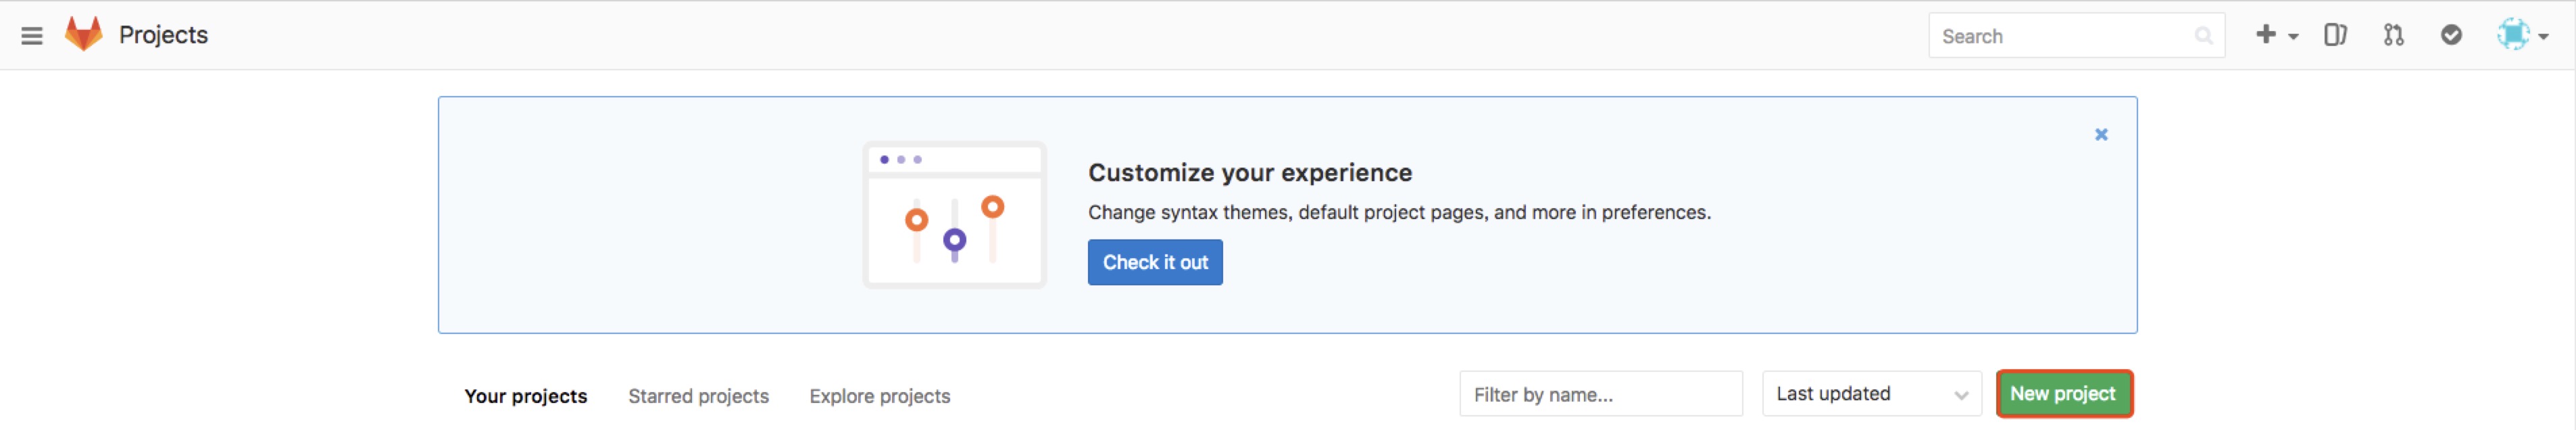 Projects
Search
Customize your experience
Change syntax themes, default project pages, and more in preferences.
Check it out
Your projects Starred projects Explore projects Filter by name... Last updated New project